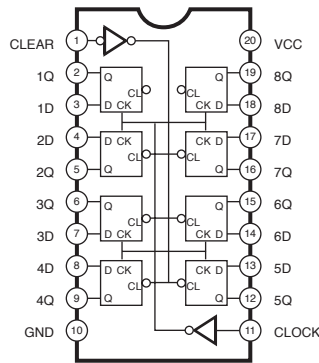 CLEAR 1 20 VCC
1Q 2 Q CL CL Q 19 8Q
1D 3 D CK CK D 18 8D
2D 4 D CK CK D 17 7D
2Q 5 Q CL CL Q 16 7Q
3Q 6 Q CL CL Q 15 6Q
3D 7 D CK CK D 14 6D
4D 8 D CK CK D 13 5D
4Q 9 Q CL CL Q 12 5Q
GND 10 11 CLOCK